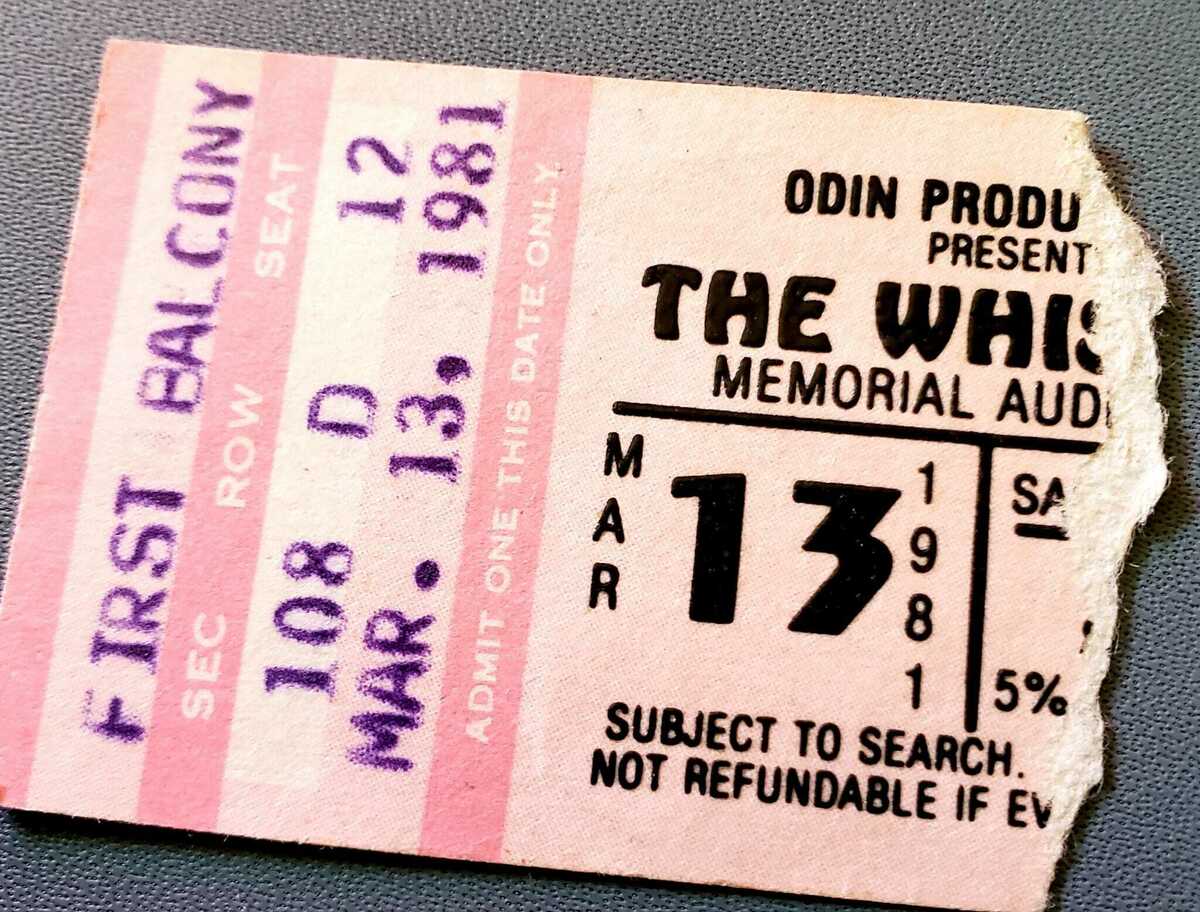 FIRST BALCONY
SEC ROW SEAT
108 D 12
MAR. 13, 1981
ADMIT ONE THIS DATE ONLY
ODIN PRODU
PRESENT
THE WHIS
MEMORIAL AUD
MAR
13
1981
SA
5%
SUBJECT TO SEARCH.
NOT REFUNDABLE IF EV